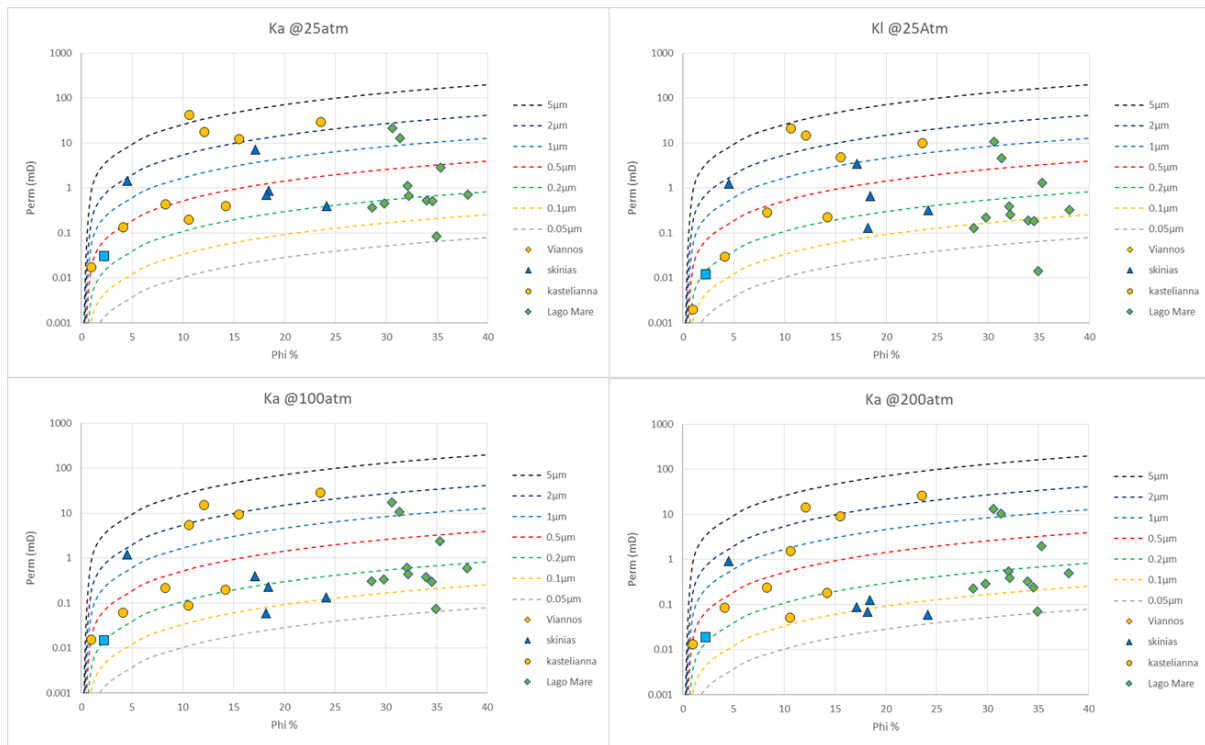 Ka @25atm
1000
100
10
1
0.1
0.01
0.001
Perm (mD)
0 5 10 15 20 25 30 35 40
Phi %
5µm
2µm
1µm
0.5µm
0.2µm
0.1µm
0.05µm
Viannos
skinias
kastelianna
Lago Mare
Kl @25Atm
1000
100
10
1
0.1
0.01
0.001
Perm (mD)
0 5 10 15 20 25 30 35 40
Phi %
5µm
2µm
1µm
0.5µm
0.2µm
0.1µm
0.05µm
Viannos
skinias
kastelianna
Lago Mare
Ka @100atm
1000
100
10
1
0.1
0.01
0.001
Perm (mD)
0 5 10 15 20 25 30 35 40
Phi %
5µm
2µm
1µm
0.5µm
0.2µm
0.1µm
0.05µm
Viannos
skinias
kastelianna
Lago Mare
Ka @200atm
1000
100
10
1
0.1
0.01
0.001
Perm (mD)
0 5 10 15 20 25 30 35 40
Phi %
5µm
2µm
1µm
0.5µm
0.2µm
0.1µm
0.05µm
Viannos
skinias
kastelianna
Lago Mare